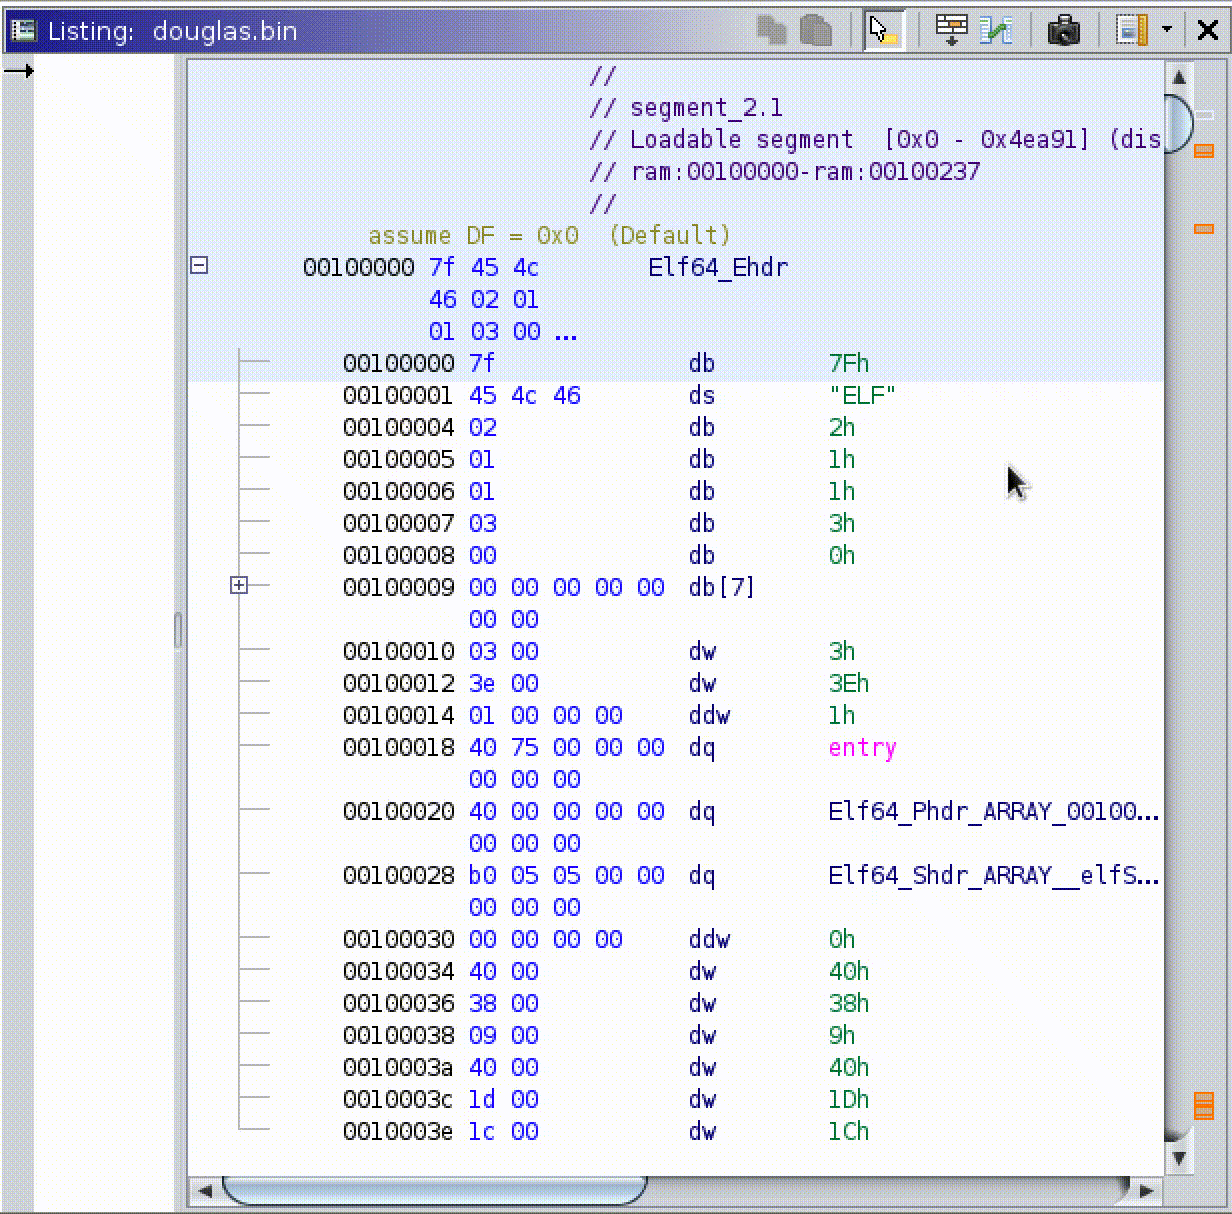 Listing: douglas.bin
//
// segment_2.1
// Loadable segment [0x0 - 0x4ea91] (dis
// ram:00100000-ram:00100237
//
assume DF = 0x0 (Default)
00100000 7f 45 4c Elf64_Ehdr
46 02 01
01 03 00 ...
00100000 7f db 7Fh
00100001 45 4c 46 ds "ELF"
00100004 02 db 2h
00100005 01 db 1h
00100006 01 db 1h
00100007 03 db 3h
00100008 00 db 0h
00100009 00 00 00 00 00 db[7]
00 00
00100010 03 00 dw 3h
00100012 3e 00 dw 3Eh
00100014 01 00 00 00 ddw 1h
00100018 40 75 00 00 00 dq entry
00 00 00
00100020 40 00 00 00 00 dq Elf64_Phdr_ARRAY_00100...
00 00 00
00100028 b0 05 05 00 00 dq Elf64_Shdr_ARRAY__elfS...
00 00 00
00100030 00 00 00 00 ddw 0h
00100034 40 00 dw 40h
00100036 38 00 dw 38h
00100038 09 00 dw 9h
0010003a 40 00 dw 40h
0010003c 1d 00 dw 1Dh
0010003e 1c 00 dw 1Ch